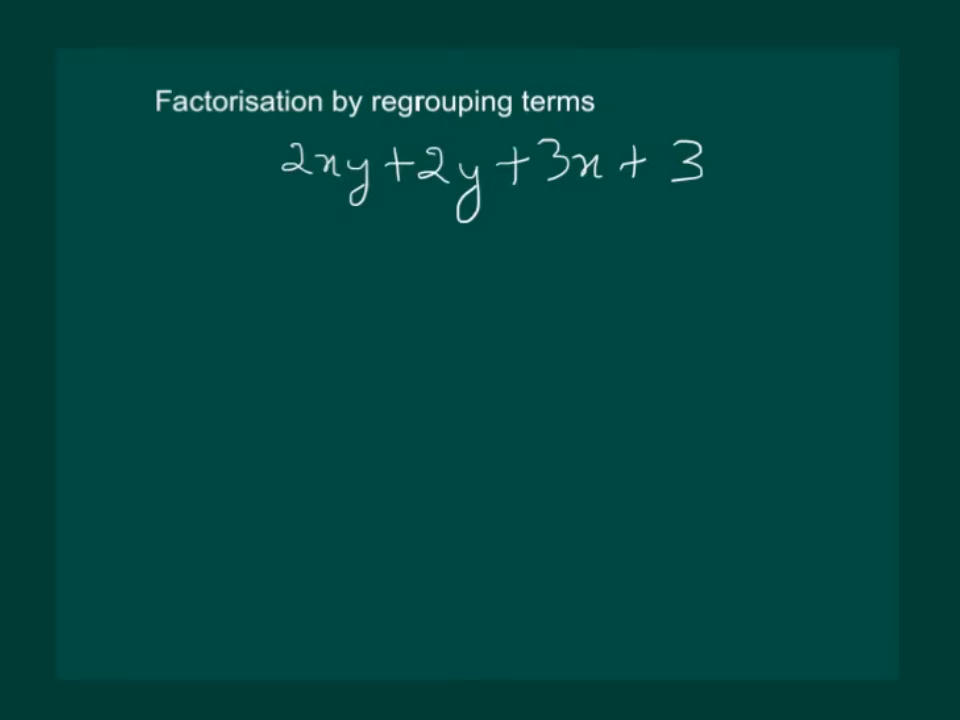 Factorisation by regrouping terms
2xy + 2y + 3x + 3